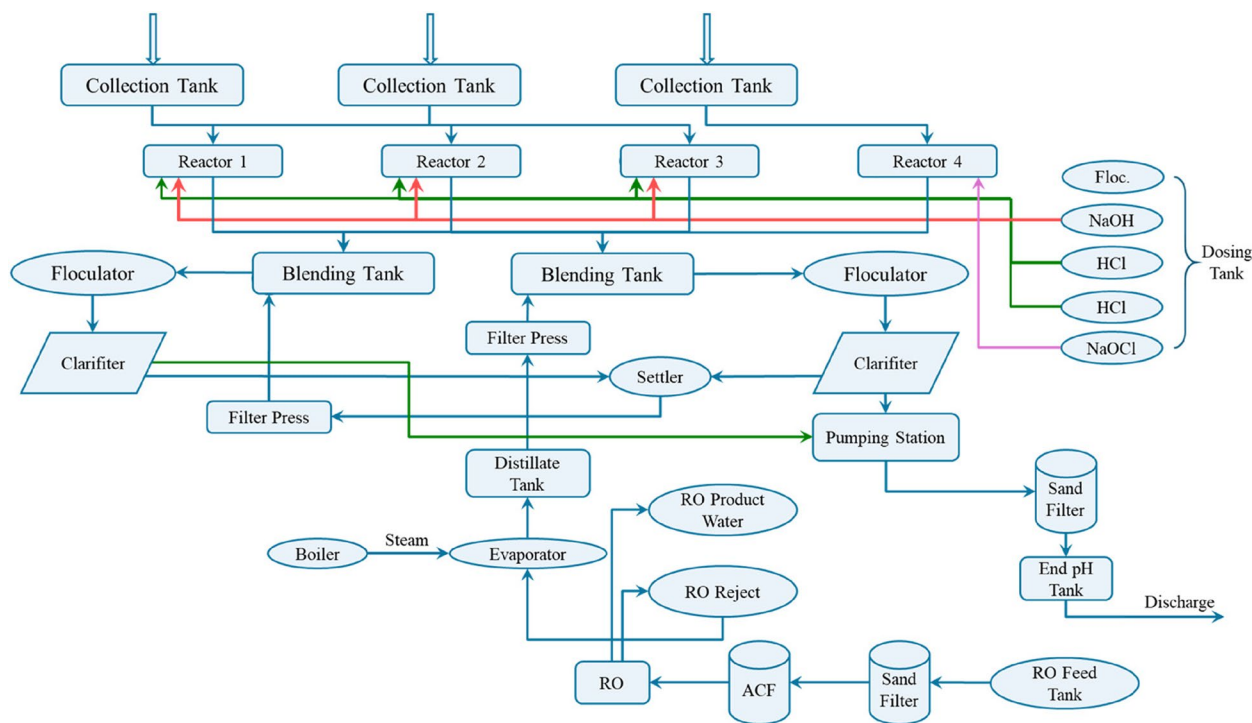 Collection Tank
Collection Tank
Collection Tank
Reactor 1
Reactor 2
Reactor 3
Reactor 4
Floc.
NaOH
HCl
HCl
NaOCl
Dosing
Tank
Floculator
Blending Tank
Blending Tank
Floculator
Clarifiter
Filter Press
Settler
Clarifiter
Filter Press
Pumping Station
Distillate
Tank
RO Product
Water
Sand
Filter
Boiler
Steam
Evaporator
RO Reject
End pH
Tank
Discharge
RO
ACF
Sand
Filter
RO Feed
Tank